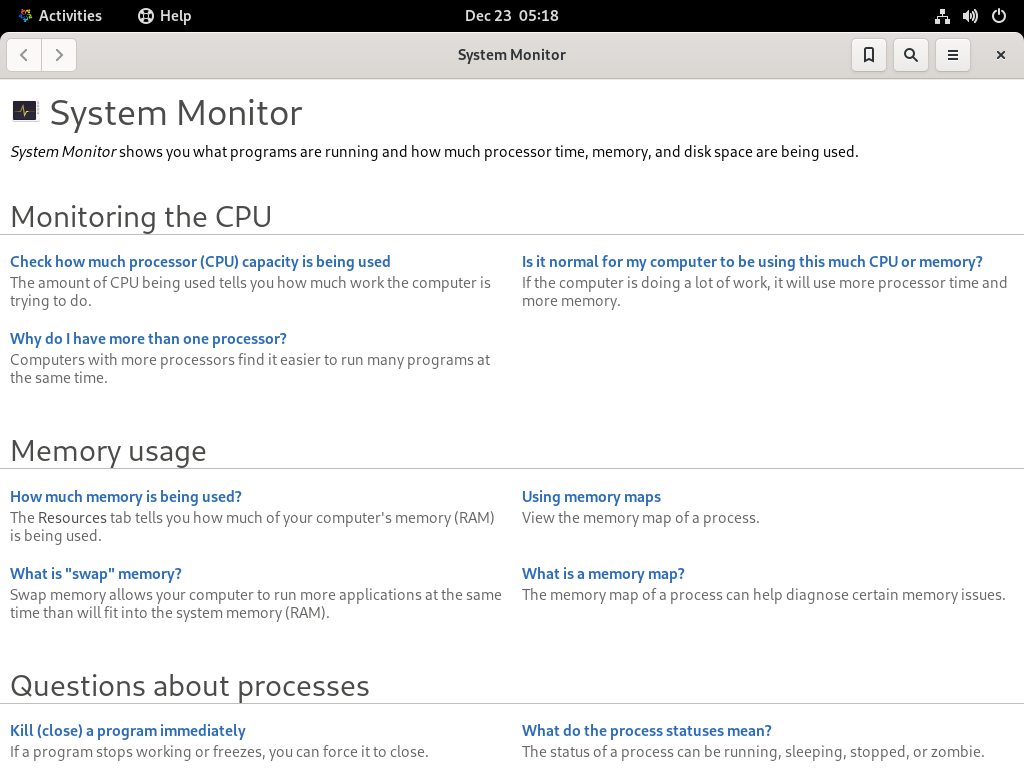 Activities
Help
Dec 23 05:18
System Monitor
System Monitor
System Monitor shows you what programs are running and how much processor time, memory, and disk space are being used.
Monitoring the CPU
Check how much processor (CPU) capacity is being used
The amount of CPU being used tells you how much work the computer is
trying to do.
Is it normal for my computer to be using this much CPU or memory?
If the computer is doing a lot of work, it will use more processor time and
more memory.
Why do I have more than one processor?
Computers with more processors find it easier to run many programs at
the same time.
Memory usage
How much memory is being used?
The Resources tab tells you how much of your computer's memory (RAM)
is being used.
Using memory maps
View the memory map of a process.
What is "swap" memory?
Swap memory allows your computer to run more applications at the same
time than will fit into the system memory (RAM).
What is a memory map?
The memory map of a process can help diagnose certain memory issues.
Questions about processes
Kill (close) a program immediately
If a program stops working or freezes, you can force it to close.
What do the process statuses mean?
The status of a process can be running, sleeping, stopped, or zombie.